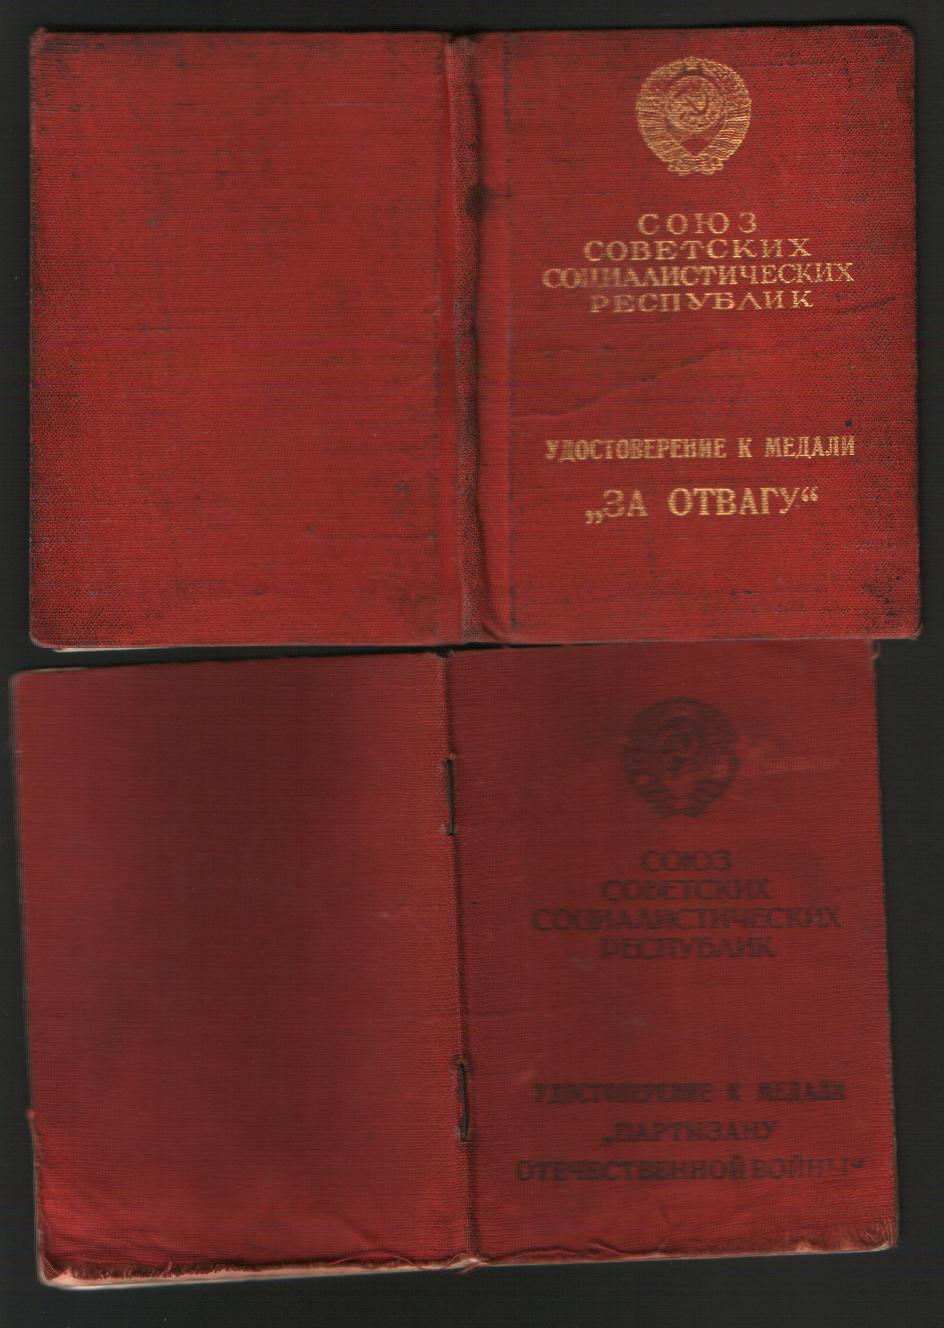 СОЮЗ
СОВЕТСКИХ
СОЦИАЛИСТИЧЕСКИХ
РЕСПУБЛИК
УДОСТОВЕРЕНИЕ К МЕДАЛИ
„ЗА ОТВАГУ“
СОЮЗ
СОВЕТСКИХ
СОЦИАЛИСТИЧЕСКИХ
РЕСПУБЛИК
УДОСТОВЕРЕНИЕ К МЕДАЛИ
„ПАРТИЗАНУ
ОТЕЧЕСТВЕННОЙ ВОЙНЫ“